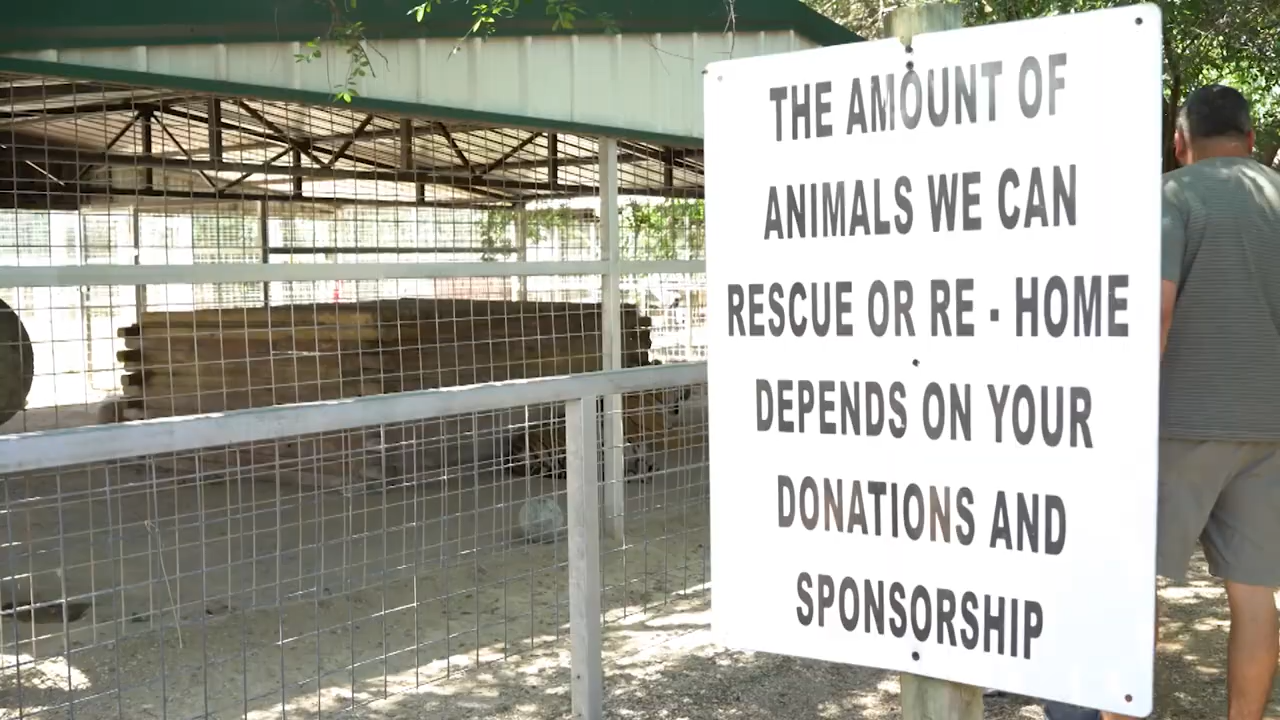 THE AMOUNT OF
ANIMALS WE CAN
RESCUE OR RE - HOME
DEPENDS ON YOUR
DONATIONS AND
SPONSORSHIP